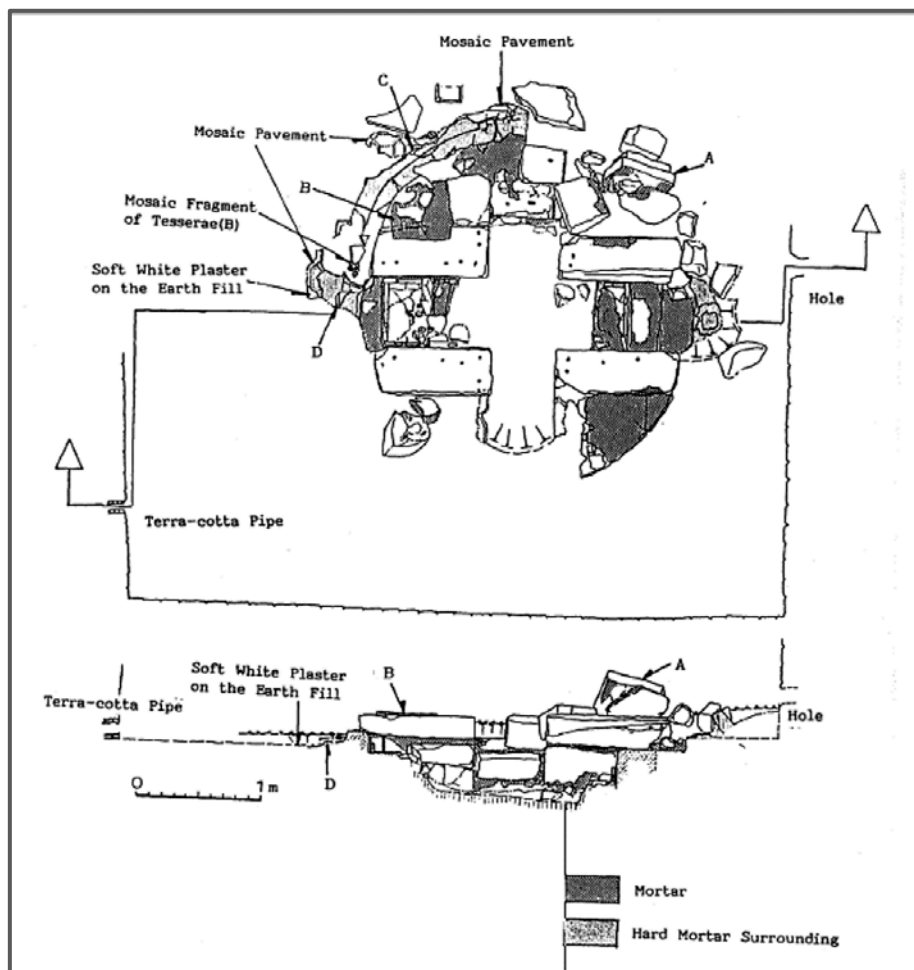 Mosaic Pavement
C
Mosaic Pavement
A
B
Mosaic Fragment
of Tesserae(B)
Soft White Plaster
on the Earth Fill
Hole
D
Terra-cotta Pipe
Soft White Plaster
on the Earth Fill
B
A
Terra-cotta Pipe
Hole
D
O
1 m
Mortar
Hard Mortar Surrounding